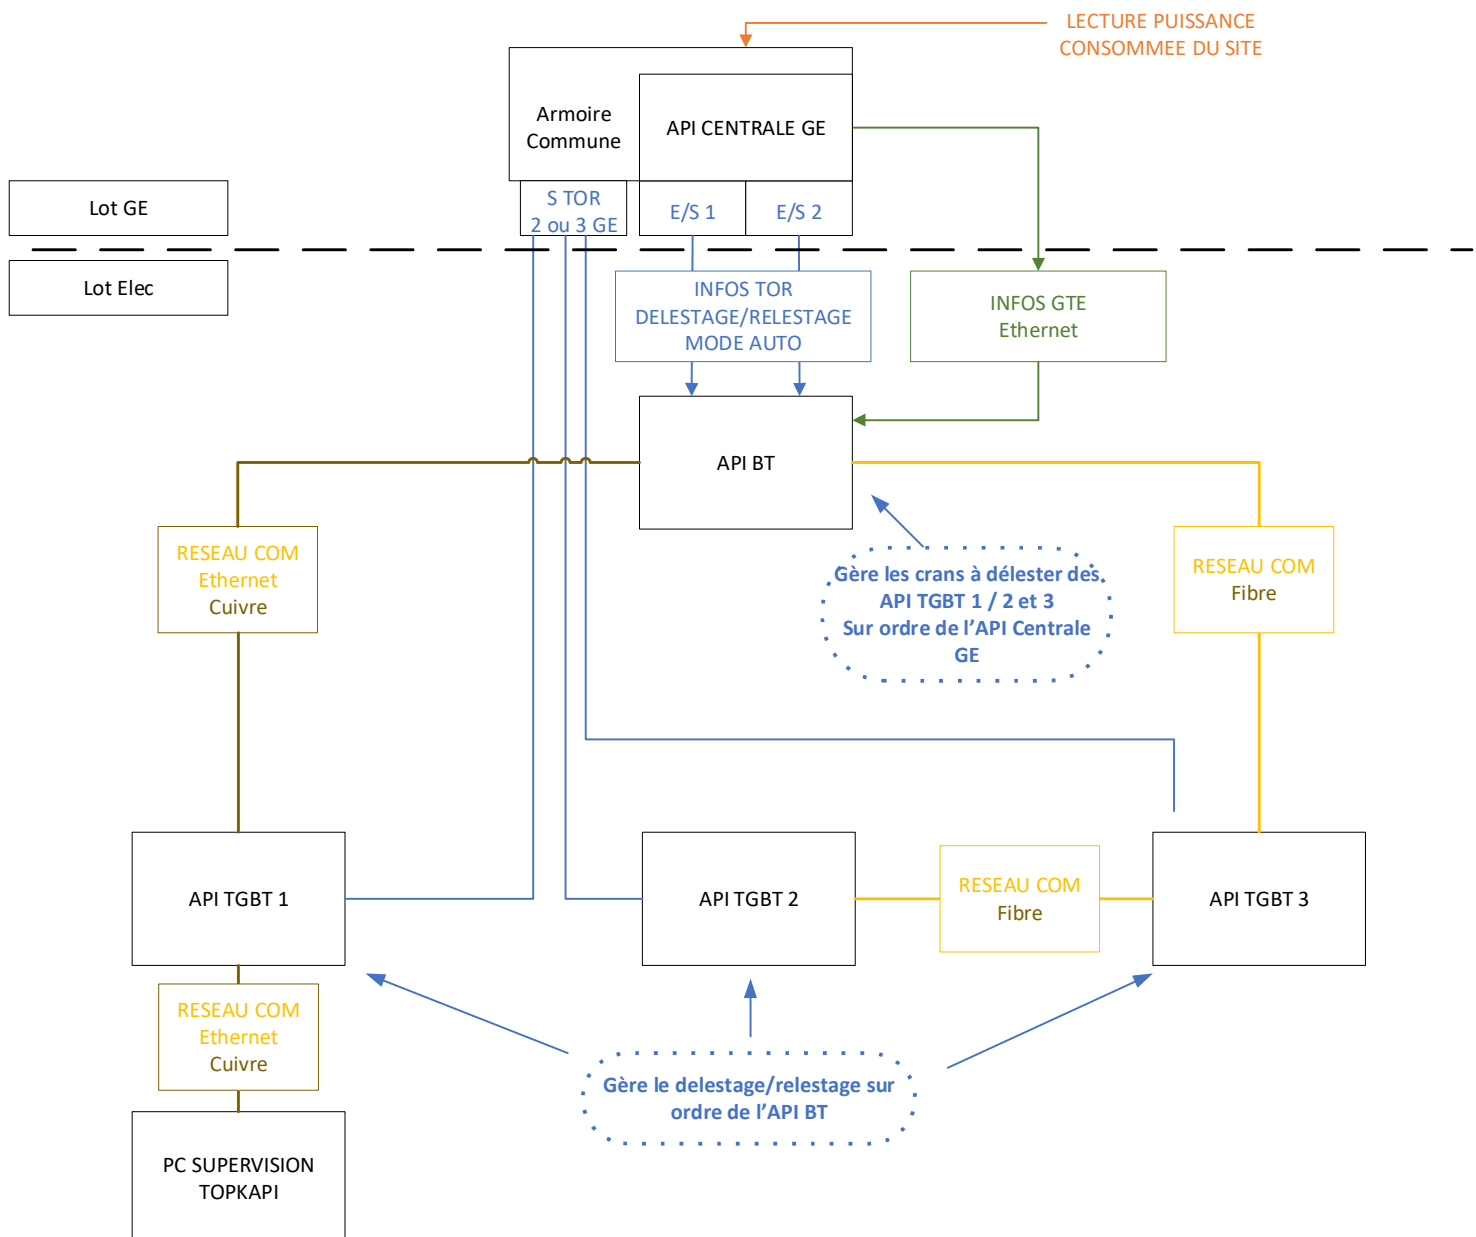 LECTURE PUISSANCE
CONSOMMEE DU SITE
Armoire
Commune
API CENTRALE GE
Lot GE
S TOR
2 ou 3 GE
E/S 1
E/S 2
Lot Elec
INFOS TOR
DELESTAGE/RELESTAGE
MODE AUTO
INFOS GTE
Ethernet
API BT
RESEAU COM
Ethernet
Cuivre
Gère les crans à délester des
API TGBT 1 / 2 et 3
Sur ordre de l’API Centrale
GE
RESEAU COM
Fibre
API TGBT 1
API TGBT 2
RESEAU COM
Fibre
API TGBT 3
RESEAU COM
Ethernet
Cuivre
Gère le delestage/relestage sur
ordre de l’API BT
PC SUPERVISION
TOPKAPI